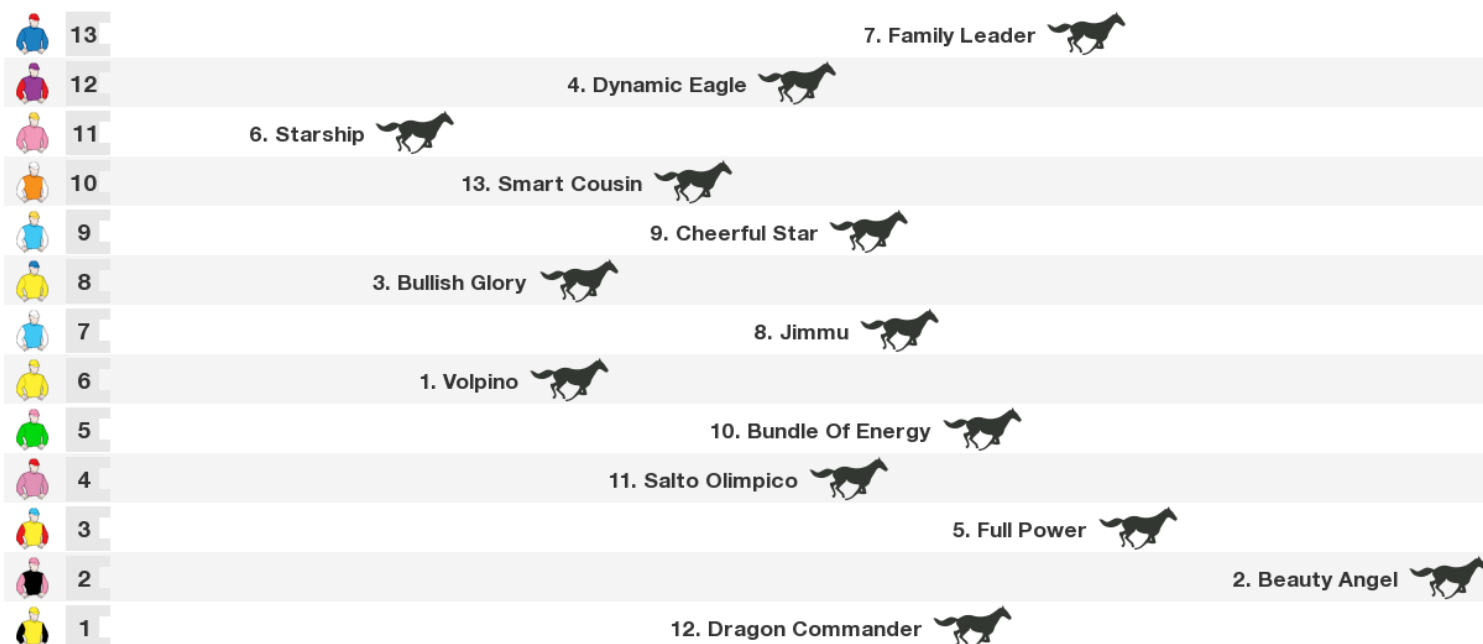 13 7. Family Leader
12 4. Dynamic Eagle
11 6. Starship
10 13. Smart Cousin
9 9. Cheerful Star
8 3. Bullish Glory
7 8. Jimmu
6 1. Volpino
5 10. Bundle Of Energy
4 11. Salto Olimpico
3 5. Full Power
2 2. Beauty Angel
1 12. Dragon Commander